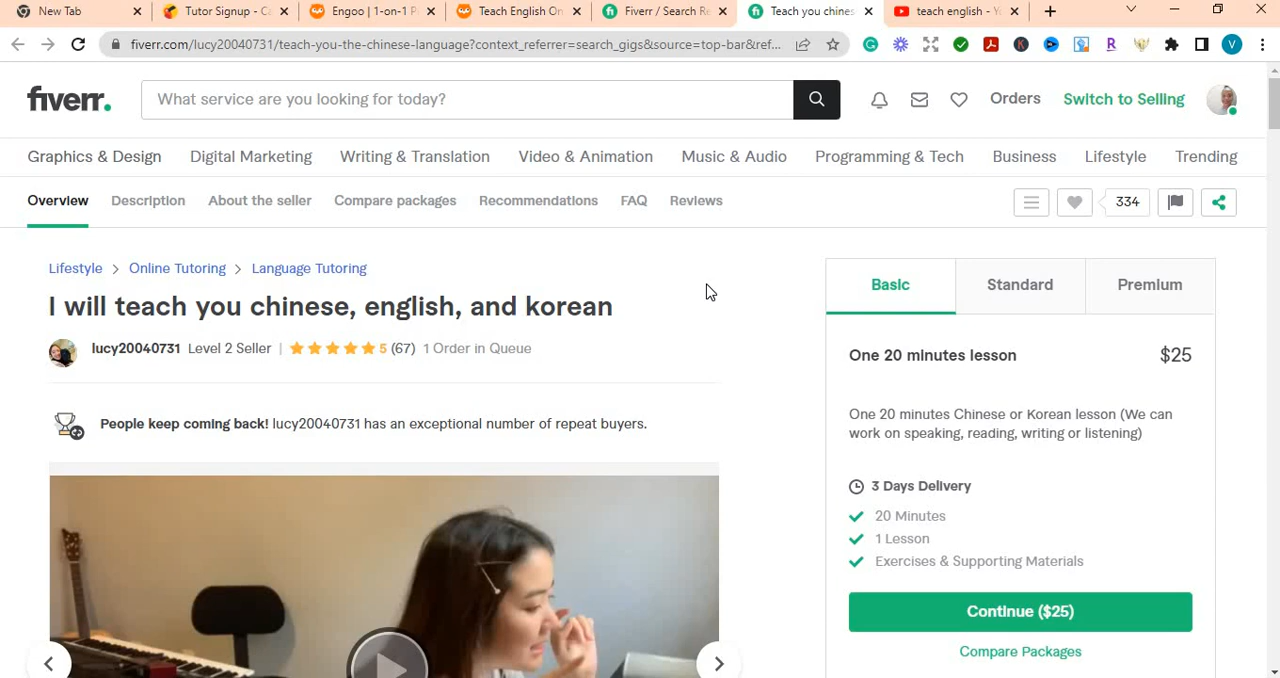 New Tab
Tutor Signup - Ca
Engoo | 1-on-1 P
Teach English On
Fiverr / Search Re
Teach you chines
teach english - Y
fiverr.com/lucy20040731/teach-you-the-chinese-language?context_referrer=search_gigs&source=top-bar&ref...
V
fiverr.
What service are you looking for today?
Orders
Switch to Selling
Graphics & Design
Digital Marketing
Writing & Translation
Video & Animation
Music & Audio
Programming & Tech
Business
Lifestyle
Trending
Overview
Description
About the seller
Compare packages
Recommendations
FAQ
Reviews
334
Lifestyle > Online Tutoring > Language Tutoring
I will teach you chinese, english, and korean
lucy20040731 Level 2 Seller | 5 (67) 1 Order in Queue
People keep coming back! lucy20040731 has an exceptional number of repeat buyers.
Basic
Standard
Premium
One 20 minutes lesson
$25
One 20 minutes Chinese or Korean lesson (We can
work on speaking, reading, writing or listening)
3 Days Delivery
20 Minutes
1 Lesson
Exercises & Supporting Materials
Continue ($25)
Compare Packages